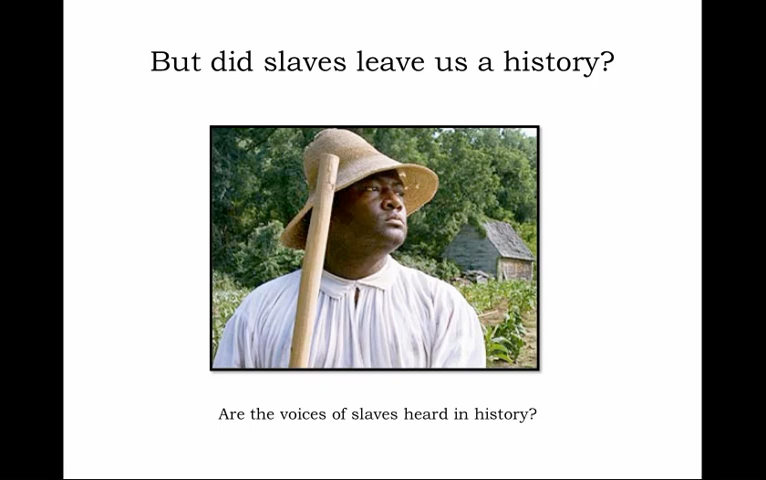 But did slaves leave us a history?
Are the voices of slaves heard in history?